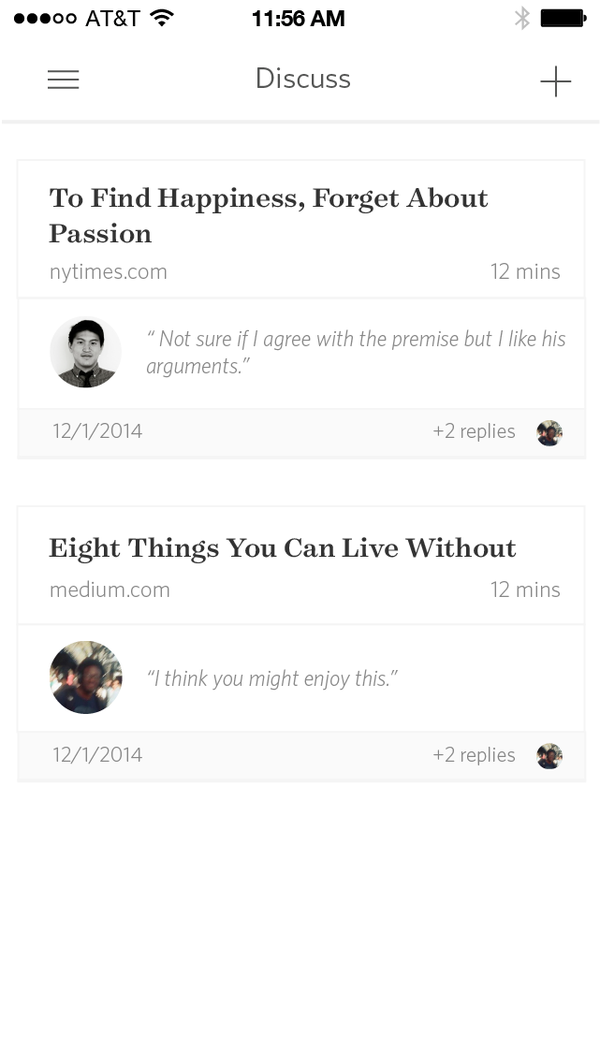 AT&T 11:56 AM
Discuss
To Find Happiness, Forget About
Passion
nytimes.com 12 mins
“ Not sure if I agree with the premise but I like his
arguments.”
12/1/2014 +2 replies
Eight Things You Can Live Without
medium.com 12 mins
“I think you might enjoy this.”
12/1/2014 +2 replies